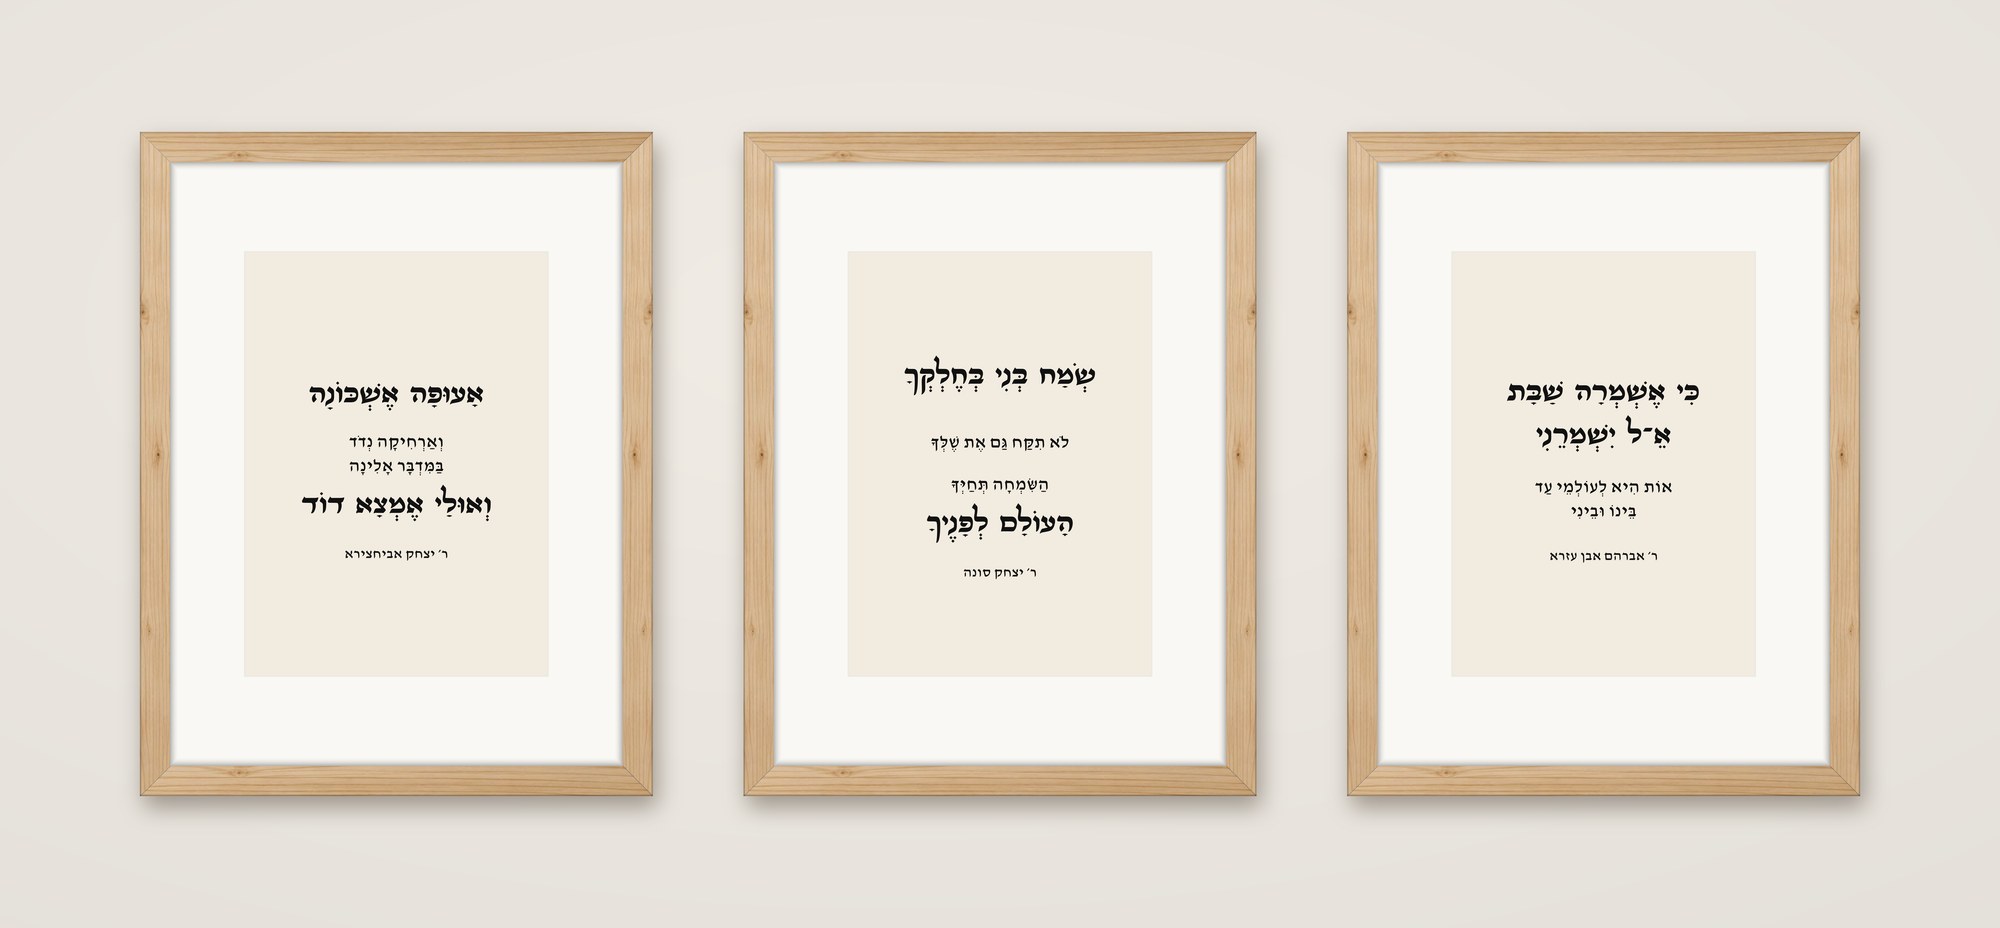 כִּי אֶשְׁמְרָה שַׁבָּת
אֵ־ל יִשְׁמְרֵנִי
אוֹת הִיא לְעוֹלְמֵי עַד
בֵּינוֹ וּבֵינִי
ר׳ אברהם אבן עזרא
שְׂמַח בְּנִי בְּחֶלְקְךָ
לֹא תִקַּח גַּם אֶת שֶׁלְּךָ
הַשִּׂמְחָה תְּחַיְּךָ
הָעוֹלָם לְפָנֶיךָ
ר׳ יצחק סונה
אָעוּפָה אֶשְׁכּוֹנָה
וְאַרְחִיקָה נְדֹד
בַּמִּדְבָּר אָלִינָה
וְאוּלַי אֶמְצָא דוֹד
ר׳ יצחק אביחצירא